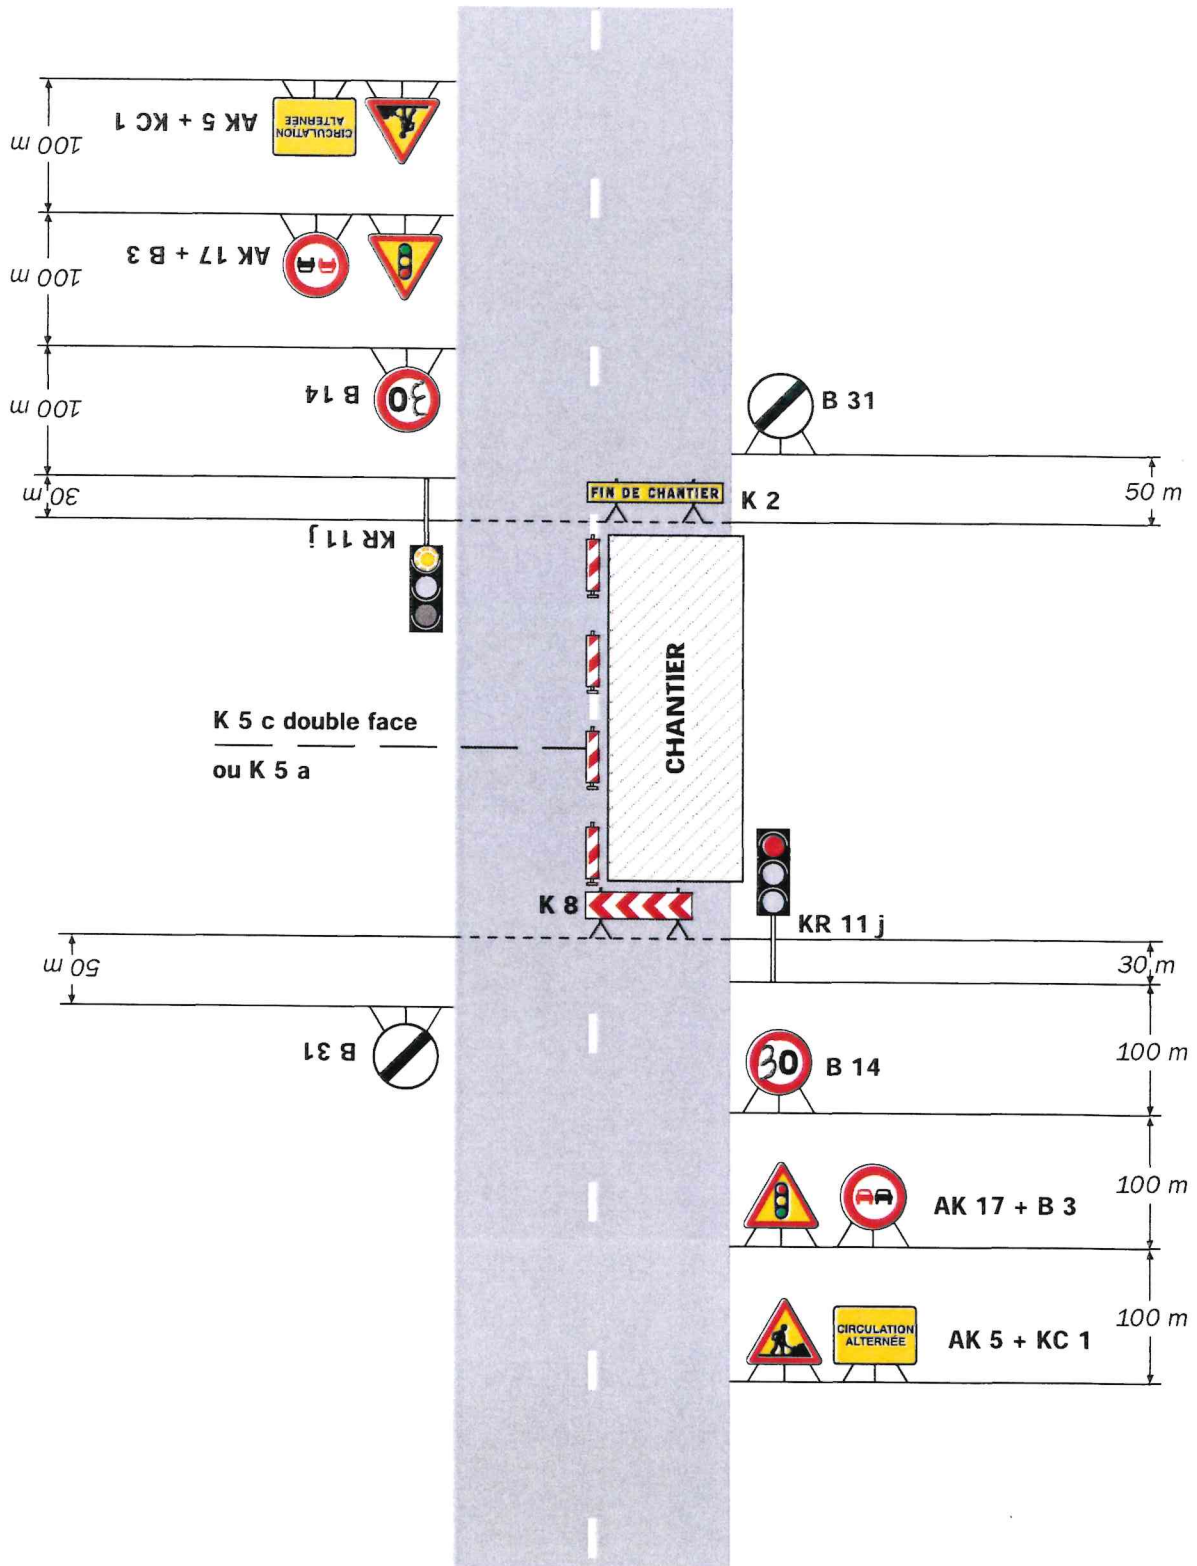 100 m
AK 5 + KC 1
CIRCULATION
ALTERNÉE
100 m
AK 17 + B 3
100 m
B 14
30
B 31
30 m
50 m
FIN DE CHANTIER
K 2
KR 11 j
CHANTIER
K 5 c double face
ou K 5 a
K 8
KR 11 j
50 m
30 m
B 31
30
B 14
100 m
AK 17 + B 3
100 m
CIRCULATION
ALTERNÉE
AK 5 + KC 1
100 m